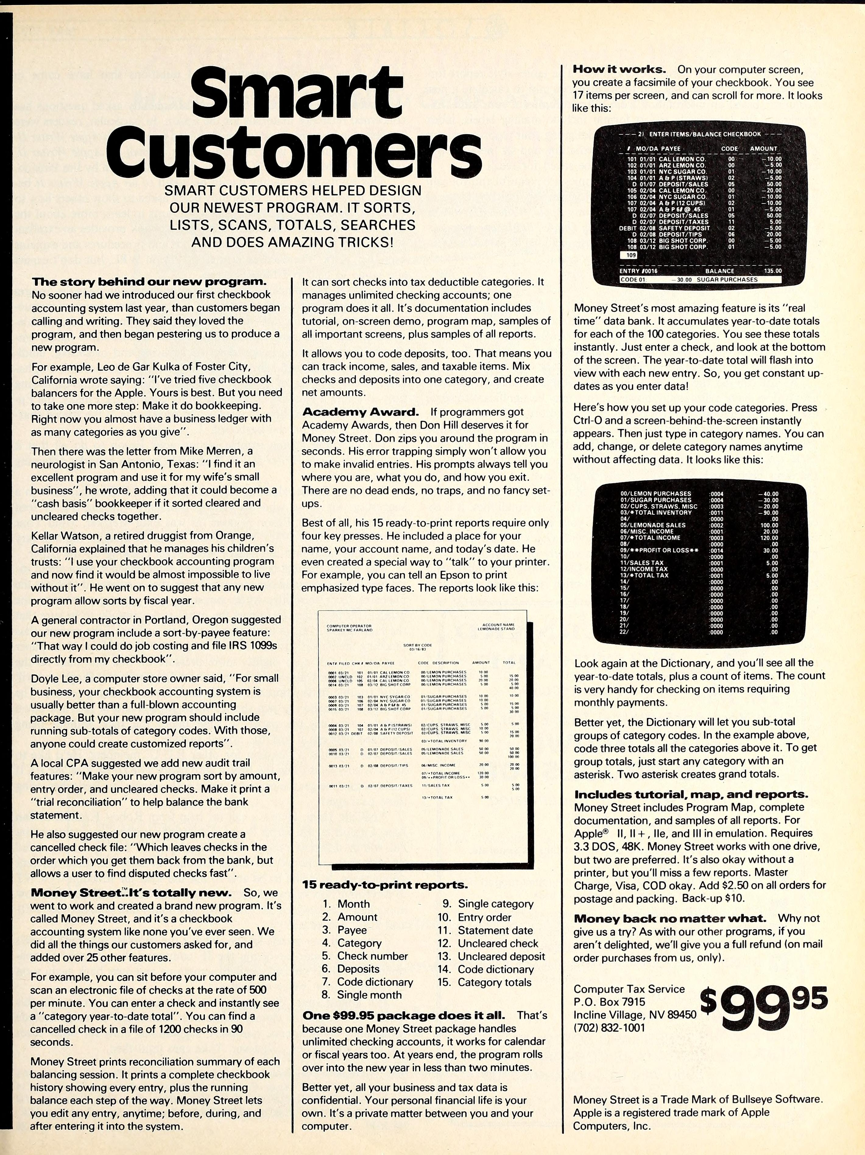 Smart
Customers
SMART CUSTOMERS HELPED DESIGN
OUR NEWEST PROGRAM. IT SORTS,
LISTS, SCANS, TOTALS, SEARCHES
AND DOES AMAZING TRICKS!
The story behind our new program.
No sooner had we introduced our first checkbook
accounting system last year, than customers began
calling and writing. They said they loved the
program, and then began pestering us to produce a
new program.
For example, Leo de Gar Kulka of Foster City,
California wrote saying: "I've tried five checkbook
balancers for the Apple. Yours is best. But you need
to take one more step: Make it do bookkeeping.
Right now you almost have a business ledger with
as many categories as you give".
Then there was the letter from Mike Merren, a
neurologist in San Antonio, Texas: "I find it an
excellent program and use it for my wife's small
business", he wrote, adding that it could become a
"cash basis" bookkeeper if it sorted cleared and
uncleared checks together.
Kellar Watson, a retired druggist from Orange,
California explained that he manages his children's
trusts: "I use your checkbook accounting program
and now find it would be almost impossible to live
without it". He went on to suggest that any new
program allow sorts by fiscal year.
A general contractor in Portland, Oregon suggested
our new program include a sort-by-payee feature:
"That way I could do job costing and file IRS 1099s
directly from my checkbook".
Doyle Lee, a computer store owner said, "For small
business, your checkbook accounting system is
usually better than a full-blown accounting
package. But your new program should include
running sub-totals of category codes. With those,
anyone could create customized reports".
A local CPA suggested we add new audit trail
features: "Make your new program sort by amount,
entry order, and uncleared checks. Make it print a
"trial reconciliation" to help balance the bank
statement.
He also suggested our new program create a
cancelled check file: "Which leaves checks in the
order which you get them back from the bank, but
allows a user to find disputed checks fast".
Money Street.™ It's totally new. So, we
went to work and created a brand new program. It's
called Money Street, and it's a checkbook
accounting system like none you've ever seen. We
did all the things our customers asked for, and
added over 25 other features.
For example, you can sit before your computer and
scan an electronic file of checks at the rate of 500
per minute. You can enter a check and instantly see
a "category year-to-date total". You can find a
cancelled check in a file of 1200 checks in 90
seconds.
Money Street prints reconciliation summary of each
balancing session. It prints a complete checkbook
history showing every entry, plus the running
balance each step of the way. Money Street lets
you edit any entry, anytime; before, during, and
after entering it into the system.
It can sort checks into tax deductible categories. It
manages unlimited checking accounts; one
program does it all. It's documentation includes
tutorial, on-screen demo, program map, samples of
all important screens, plus samples of all reports.
It allows you to code deposits, too. That means you
can track income, sales, and taxable items. Mix
checks and deposits into one category, and create
net amounts.
Academy Award. If programmers got
Academy Awards, then Don Hill deserves it for
Money Street. Don zips you around the program in
seconds. His error trapping simply won't allow you
to make invalid entries. His prompts always tell you
where you are, what you do, and how you exit.
There are no dead ends, no traps, and no fancy set-
ups.
Best of all, his 15 ready-to-print reports require only
four key presses. He included a place for your
name, your account name, and today's date. He
even created a special way to "talk" to your printer.
For example, you can tell an Epson to print
emphasized type faces. The reports look like this:
COMPUTER OPERATOR ACCOUNT NAME
SPARKEY MC FARLAND LEMONADE STAND
SORT BY CODE
15 ready-to-print reports.
1. Month
2. Amount
3. Payee
4. Category
5. Check number
6. Deposits
7. Code dictionary
8. Single month
9. Single category
10. Entry order
11. Statement date
12. Uncleared check
13. Uncleared deposit
14. Code dictionary
15. Category totals
One $99.95 package does it all. That's
because one Money Street package handles
unlimited checking accounts, it works for calendar
or fiscal years too. At years end, the program rolls
over into the new year in less than two minutes.
Better yet, all your business and tax data is
confidential. Your personal financial life is your
own. It's a private matter between you and your
computer.
How it works. On your computer screen,
you create a facsimile of your checkbook. You see
17 items per screen, and can scroll for more. It looks
like this:
---- 2) ENTER ITEMS/BALANCE CHECKBOOK ----
# MO/DA PAYEE CODE AMOUNT
101 01/01 CAL LEMON CO. 00 -10.00
102 01/01 ARZ LEMON CO. 00 -5.00
103 01/01 NYC SUGAR CO. 01 -10.00
104 01/01 A & P (STRAWS) 02 -5.00
D 01/07 DEPOSIT/SALES 05 50.00
105 02/04 CAL LEMON CO. 00 -20.00
106 02/04 NYC SUGAR CO. 01 -10.00
107 02/04 A & P (12 CUPS) 02 -10.00
107 02/04 A & P 6# @ .45 01 -5.00
D 02/07 DEPOSIT/SALES 05 50.00
D 02/07 DEPOSIT/TAXES 11 5.00
DEBIT 02/08 SAFETY DEPOSIT 02 -5.00
D 02/08 DEPOSIT/TIPS 06 20.00
108 03/12 BIG SHOT CORP. 00 -5.00
108 03/12 BIG SHOT CORP. 01 -5.00
109
ENTRY #0016 BALANCE 135.00
CODE 01 -30.00 SUGAR PURCHASES
Money Street's most amazing feature is its "real
time" data bank. It accumulates year-to-date totals
for each of the 100 categories. You see these totals
instantly. Just enter a check, and look at the bottom
of the screen. The year-to-date total will flash into
view with each new entry. So, you get constant up-
dates as you enter data!
Here's how you set up your code categories. Press
Ctrl-O and a screen-behind-the-screen instantly
appears. Then just type in category names. You can
add, change, or delete category names anytime
without affecting data. It looks like this:
00/LEMON PURCHASES :0004 -40.00
01/SUGAR PURCHASES :0004 -30.00
02/CUPS, STRAWS, MISC :0003 -20.00
03/*TOTAL INVENTORY :0011 -90.00
04/ :0000 .00
05/LEMONADE SALES :0002 100.00
06/MISC. INCOME :0001 20.00
07/*TOTAL INCOME :0003 120.00
08/ :0000 .00
09/**PROFIT OR LOSS** :0014 30.00
10/ :0000 .00
11/SALES TAX :0001 5.00
12/INCOME TAX :0000 .00
13/*TOTAL TAX :0001 5.00
14/ :0000 .00
15/ :0000 .00
16/ :0000 .00
17/ :0000 .00
18/ :0000 .00
19/ :0000 .00
20/ :0000 .00
21/ :0000 .00
22/ :0000 .00
Look again at the Dictionary, and you'll see all the
year-to-date totals, plus a count of items. The count
is very handy for checking on items requiring
monthly payments.
Better yet, the Dictionary will let you sub-total
groups of category codes. In the example above,
code three totals all the categories above it. To get
group totals, just start any category with an
asterisk. Two asterisk creates grand totals.
Includes tutorial, map, and reports.
Money Street includes Program Map, complete
documentation, and samples of all reports. For
Apple® II, II+, IIe, and III in emulation. Requires
3.3 DOS, 48K. Money Street works with one drive,
but two are preferred. It's also okay without a
printer, but you'll miss a few reports. Master
Charge, Visa, COD okay. Add $2.50 on all orders for
postage and packing. Back-up $10.
Money back no matter what. Why not
give us a try? As with our other programs, if you
aren't delighted, we'll give you a full refund (on mail
order purchases from us, only).
Computer Tax Service
P.O. Box 7915
Incline Village, NV 89450
(702) 832-1001
$99 95
Money Street is a Trade Mark of Bullseye Software.
Apple is a registered trade mark of Apple
Computers, Inc.